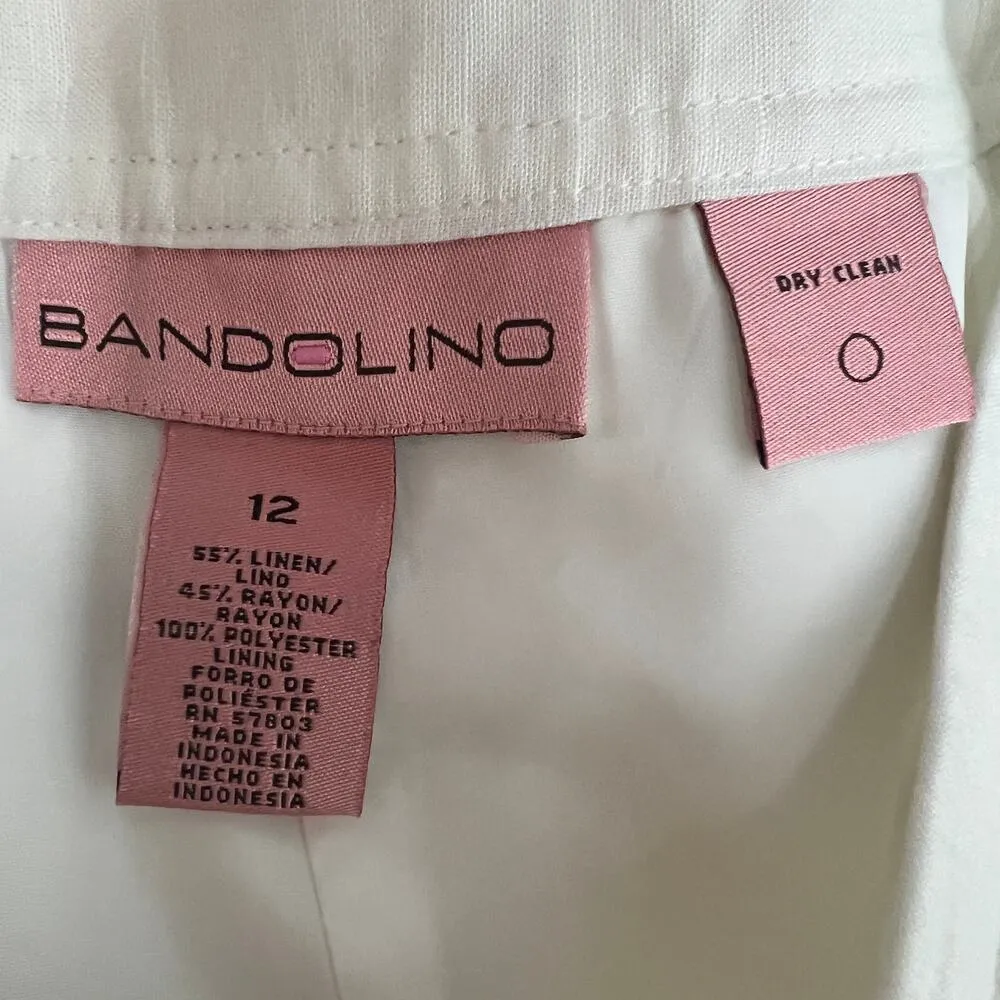 BANDOLINO
DRY CLEAN
12
55% LINEN/
LINO
45% RAYON/
RAYON
100% POLYESTER
LINING
FORRO DE
POLIÉSTER
RN 57803
MADE IN
INDONESIA
HECHO EN
INDONESIA